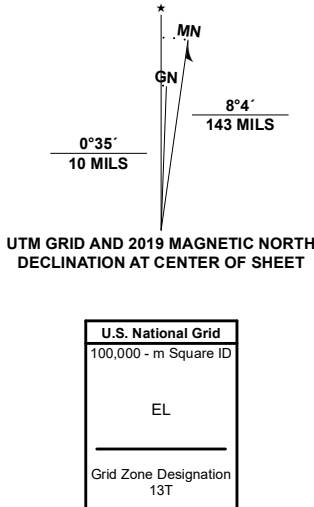 ★
MN
GN
8°4´
143 MILS
0°35´
10 MILS
UTM GRID AND 2019 MAGNETIC NORTH
DECLINATION AT CENTER OF SHEET
U.S. National Grid
100,000 - m Square ID
EL
Grid Zone Designation
13T